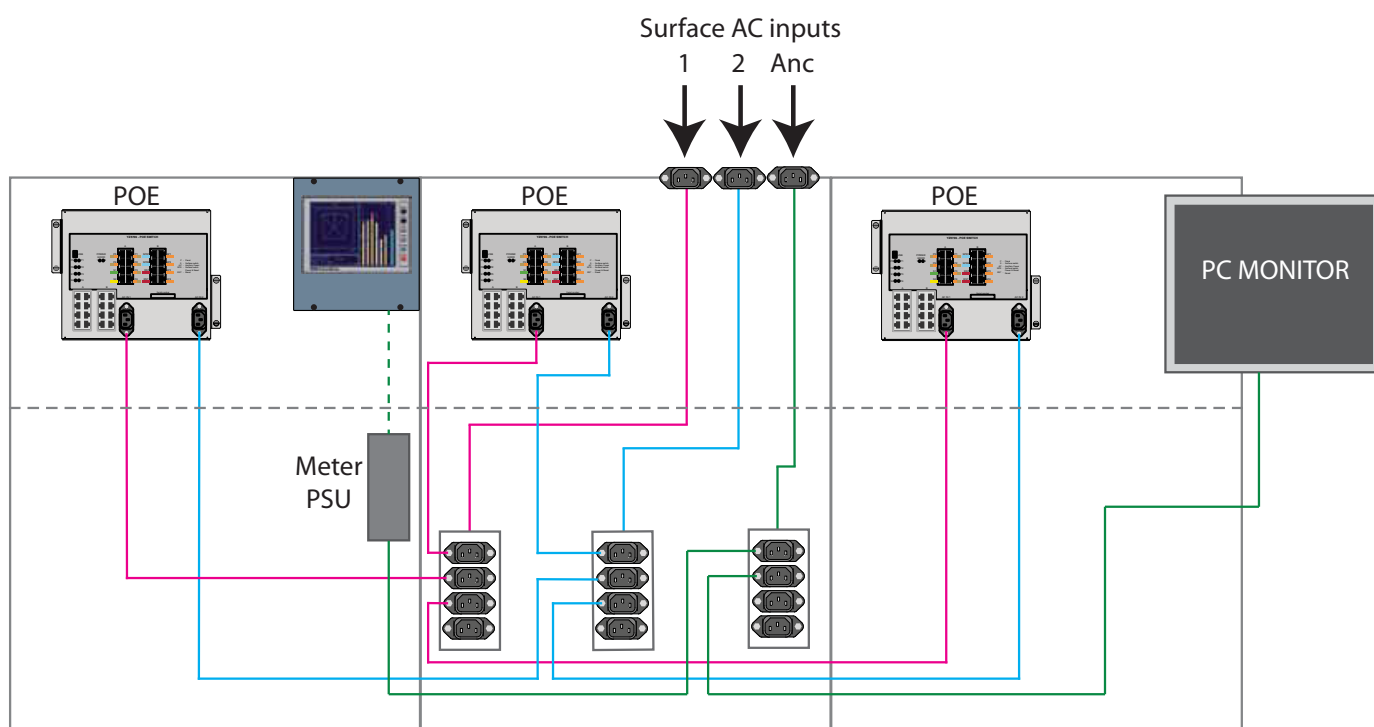 Surface AC inputs
1 2 Anc
POE
POE
POE
PC MONITOR
Meter
PSU